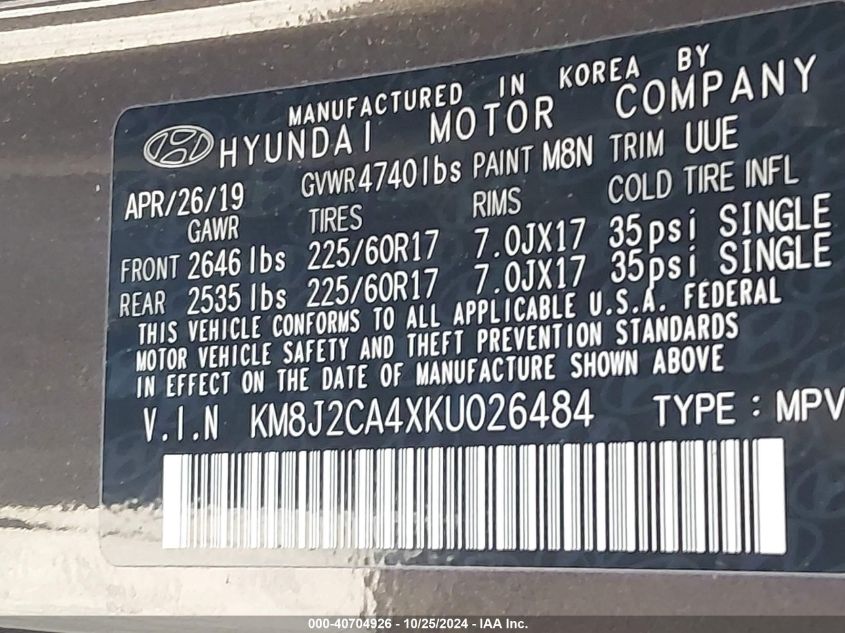 MANUFACTURED IN KOREA BY
HYUNDAI MOTOR COMPANY
APR/26/19 GVWR 4740lbs PAINT M8N TRIM UUE
GAWR TIRES RIMS COLD TIRE INFL
FRONT 2646 lbs 225/60R17 7.0JX17 35psi SINGLE
REAR 2535 lbs 225/60R17 7.0JX17 35psi SINGLE
THIS VEHICLE CONFORMS TO ALL APPLICABLE U.S.A. FEDERAL
MOTOR VEHICLE SAFETY AND THEFT PREVENTION STANDARDS
IN EFFECT ON THE DATE OF MANUFACTURE SHOWN ABOVE
V.I.N KM8J2CA4XKU026484 TYPE : MPV
000-40704926 - 10/25/2024 - IAA Inc.